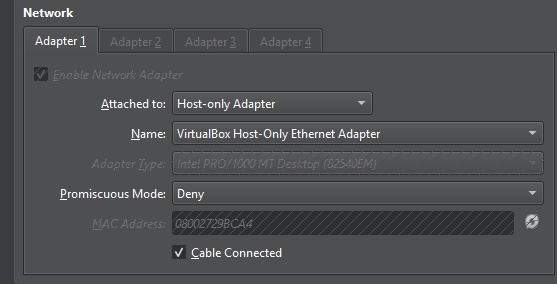 Network
Adapter 1 Adapter 2 Adapter 3 Adapter 4
Enable Network Adapter
Attached to: Host-only Adapter
Name: VirtualBox Host-Only Ethernet Adapter
Adapter Type: Intel PRO/1000 MT Desktop (82540EM)
Promiscuous Mode: Deny
MAC Address: 08002729BCA4
Cable Connected